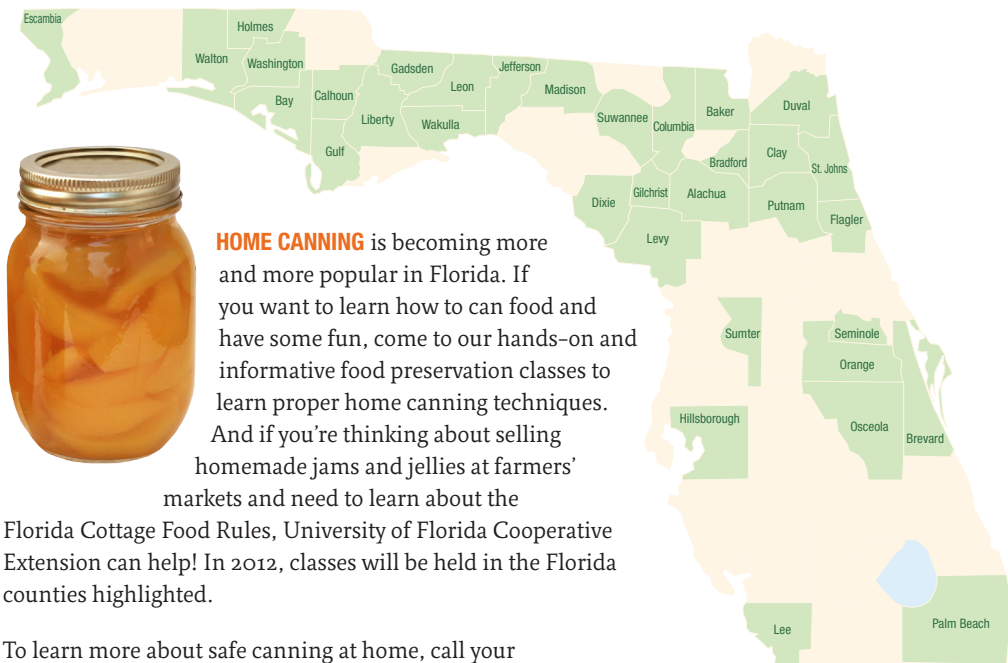 Escambia
Holmes
Walton
Washington
Bay
Calhoun
Gulf
Liberty
Gadsden
Leon
Wakulla
Jefferson
Madison
Suwannee
Columbia
Baker
Duval
Bradford
Clay
St. Johns
Dixie
Gilchrist
Alachua
Putnam
Flagler
Levy
Sumter
Seminole
Orange
Hillsborough
Osceola
Brevard
Lee
Palm Beach
HOME CANNING is becoming more
and more popular in Florida. If
you want to learn how to can food and
have some fun, come to our hands-on and
informative food preservation classes to
learn proper home canning techniques.
And if you're thinking about selling
homemade jams and jellies at farmers'
markets and need to learn about the
Florida Cottage Food Rules, University of Florida Cooperative
Extension can help! In 2012, classes will be held in the Florida
counties highlighted.
To learn more about safe canning at home, call your